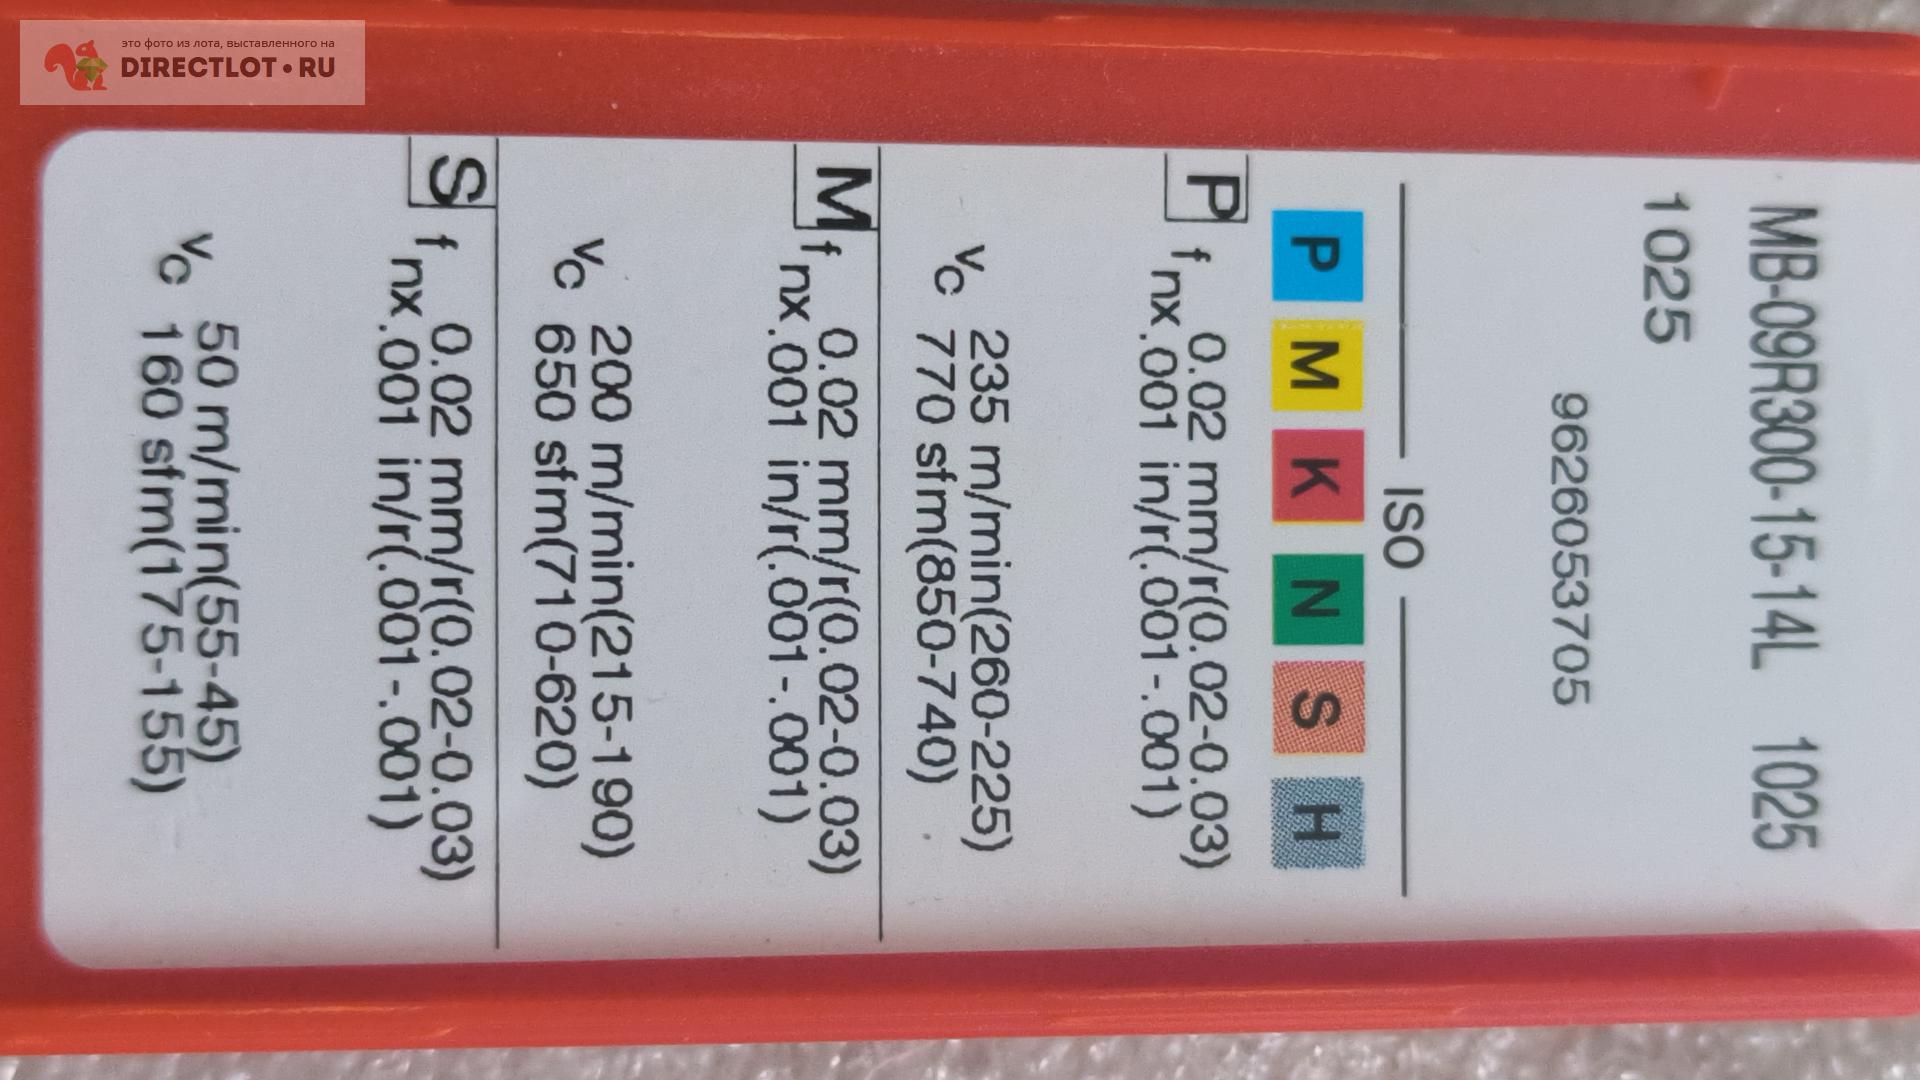 это фото из лота, выставленного на
DIRECTLOT • RU
MB-09R300-15-14L 1025
1025
9626053705
ISO
P M K N S H
P
f nx 0.02 mm/r(0.02-0.03)
.001 in/r(.001-.001)
vc 235 m/min(260-225)
770 sfm(850-740)
M
f nx 0.02 mm/r(0.02-0.03)
.001 in/r(.001-.001)
vc 200 m/min(215-190)
650 sfm(710-620)
S
f nx 0.02 mm/r(0.02-0.03)
.001 in/r(.001-.001)
vc 50 m/min(55-45)
160 sfm(175-155)